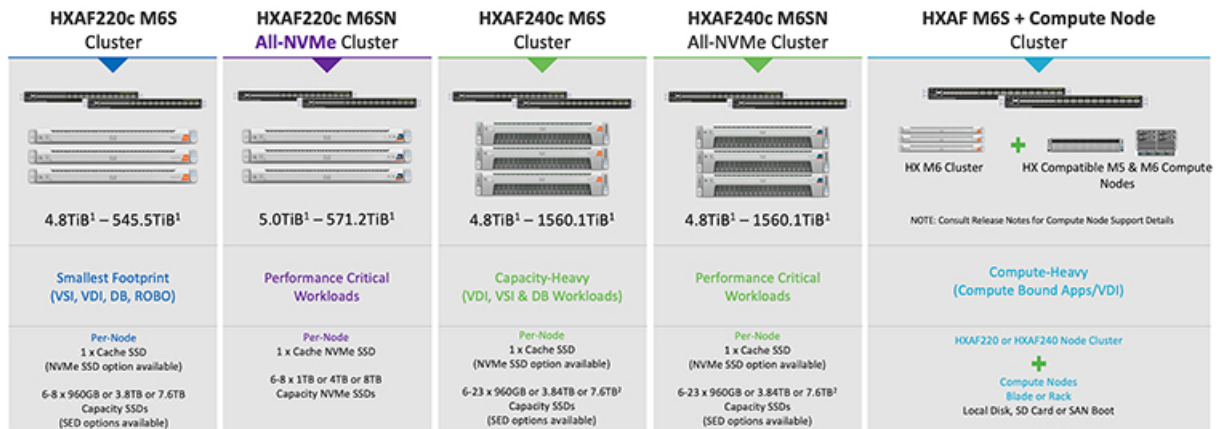 HXAF220c M6S
Cluster
4.8TiB¹ – 545.5TiB¹
Smallest Footprint
(VSI, VDI, DB, ROBO)
Per-Node
1 x Cache SSD
(NVMe SSD option available)
6-8 x 960GB or 3.8TB or 7.6TB
Capacity SSDs
(SED options available)
HXAF220c M6SN
All-NVMe Cluster
5.0TiB¹ – 571.2TiB¹
Performance Critical
Workloads
Per-Node
1 x Cache NVMe SSD
6-8 x 1TB or 4TB or 8TB
Capacity NVMe SSDs
HXAF240c M6S
Cluster
4.8TiB¹ – 1560.1TiB¹
Capacity-Heavy
(VDI, VSI & DB Workloads)
Per-Node
1 x Cache SSD
(NVMe SSD option available)
6-23 x 960GB or 3.84TB or 7.6TB²
Capacity SSDs
(SED options available)
HXAF240c M6SN
All-NVMe Cluster
4.8TiB¹ – 1560.1TiB¹
Performance Critical
Workloads
Per-Node
1 x Cache SSD
(NVMe SSD option available)
6-23 x 960GB or 3.84TB or 7.6TB²
Capacity SSDs
(SED options available)
HXAF M6S + Compute Node
Cluster
HX M6 Cluster
+
HX Compatible M5 & M6 Compute
Nodes
NOTE: Consult Release Notes for Compute Node Support Details
Compute-Heavy
(Compute Bound Apps/VDI)
HXAF220 or HXAF240 Node Cluster
+
Compute Nodes
Blade or Rack
Local Disk, SD Card or SAN Boot